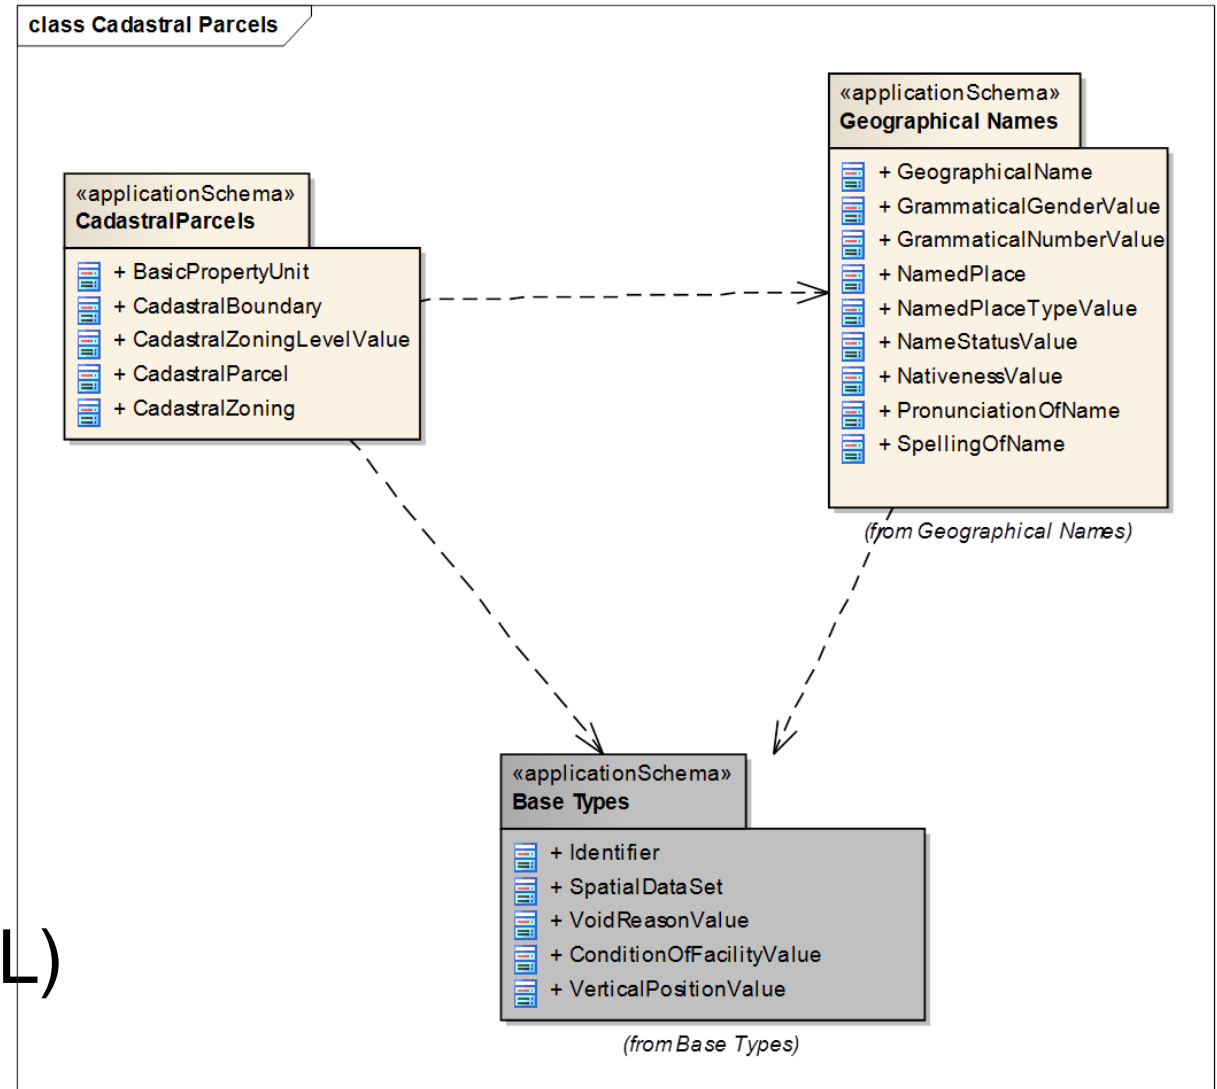 class Cadastral Parcels
«applicationSchema»
Geographical Names
+ GeographicalName
+ GrammaticalGenderValue
+ GrammaticalNumberValue
+ NamedPlace
+ NamedPlaceTypeValue
+ NameStatusValue
+ NativenessValue
+ PronunciationOfName
+ SpellingOfName
(from Geographical Names)
«applicationSchema»
CadastralParcels
+ BasicPropertyUnit
+ CadastralBoundary
+ CadastralZoningLevelValue
+ CadastralParcel
+ CadastralZoning
«applicationSchema»
Base Types
+ Identifier
+ SpatialDataSet
+ VoidReasonValue
+ ConditionOfFacilityValue
+ VerticalPositionValue
(from Base Types)
L)